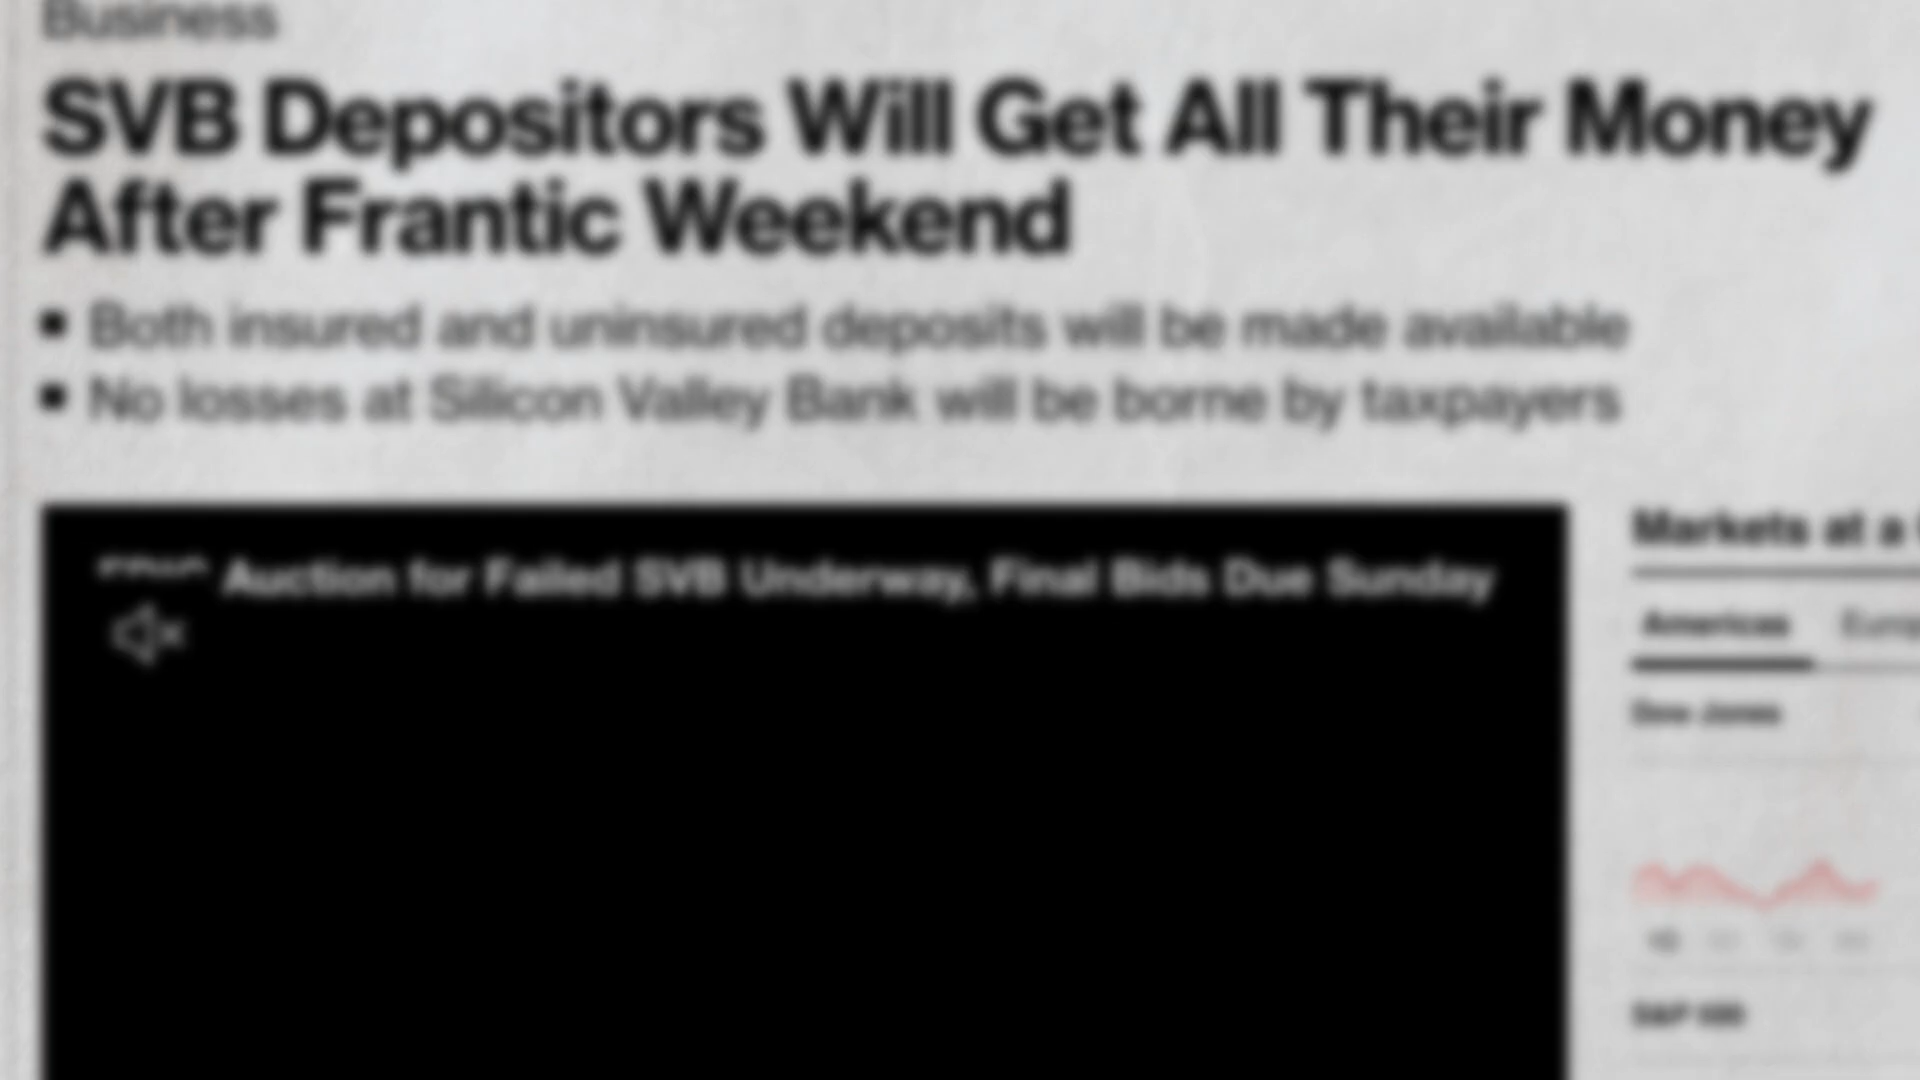 Business
SVB Depositors Will Get All Their Money
After Frantic Weekend
Both insured and uninsured deposits will be made available
No losses at Silicon Valley Bank will be borne by taxpayers
Auction for Failed SVB Underway, Final Bids Due Sunday
Markets at a
Americas
Dow Jones
S&P 500